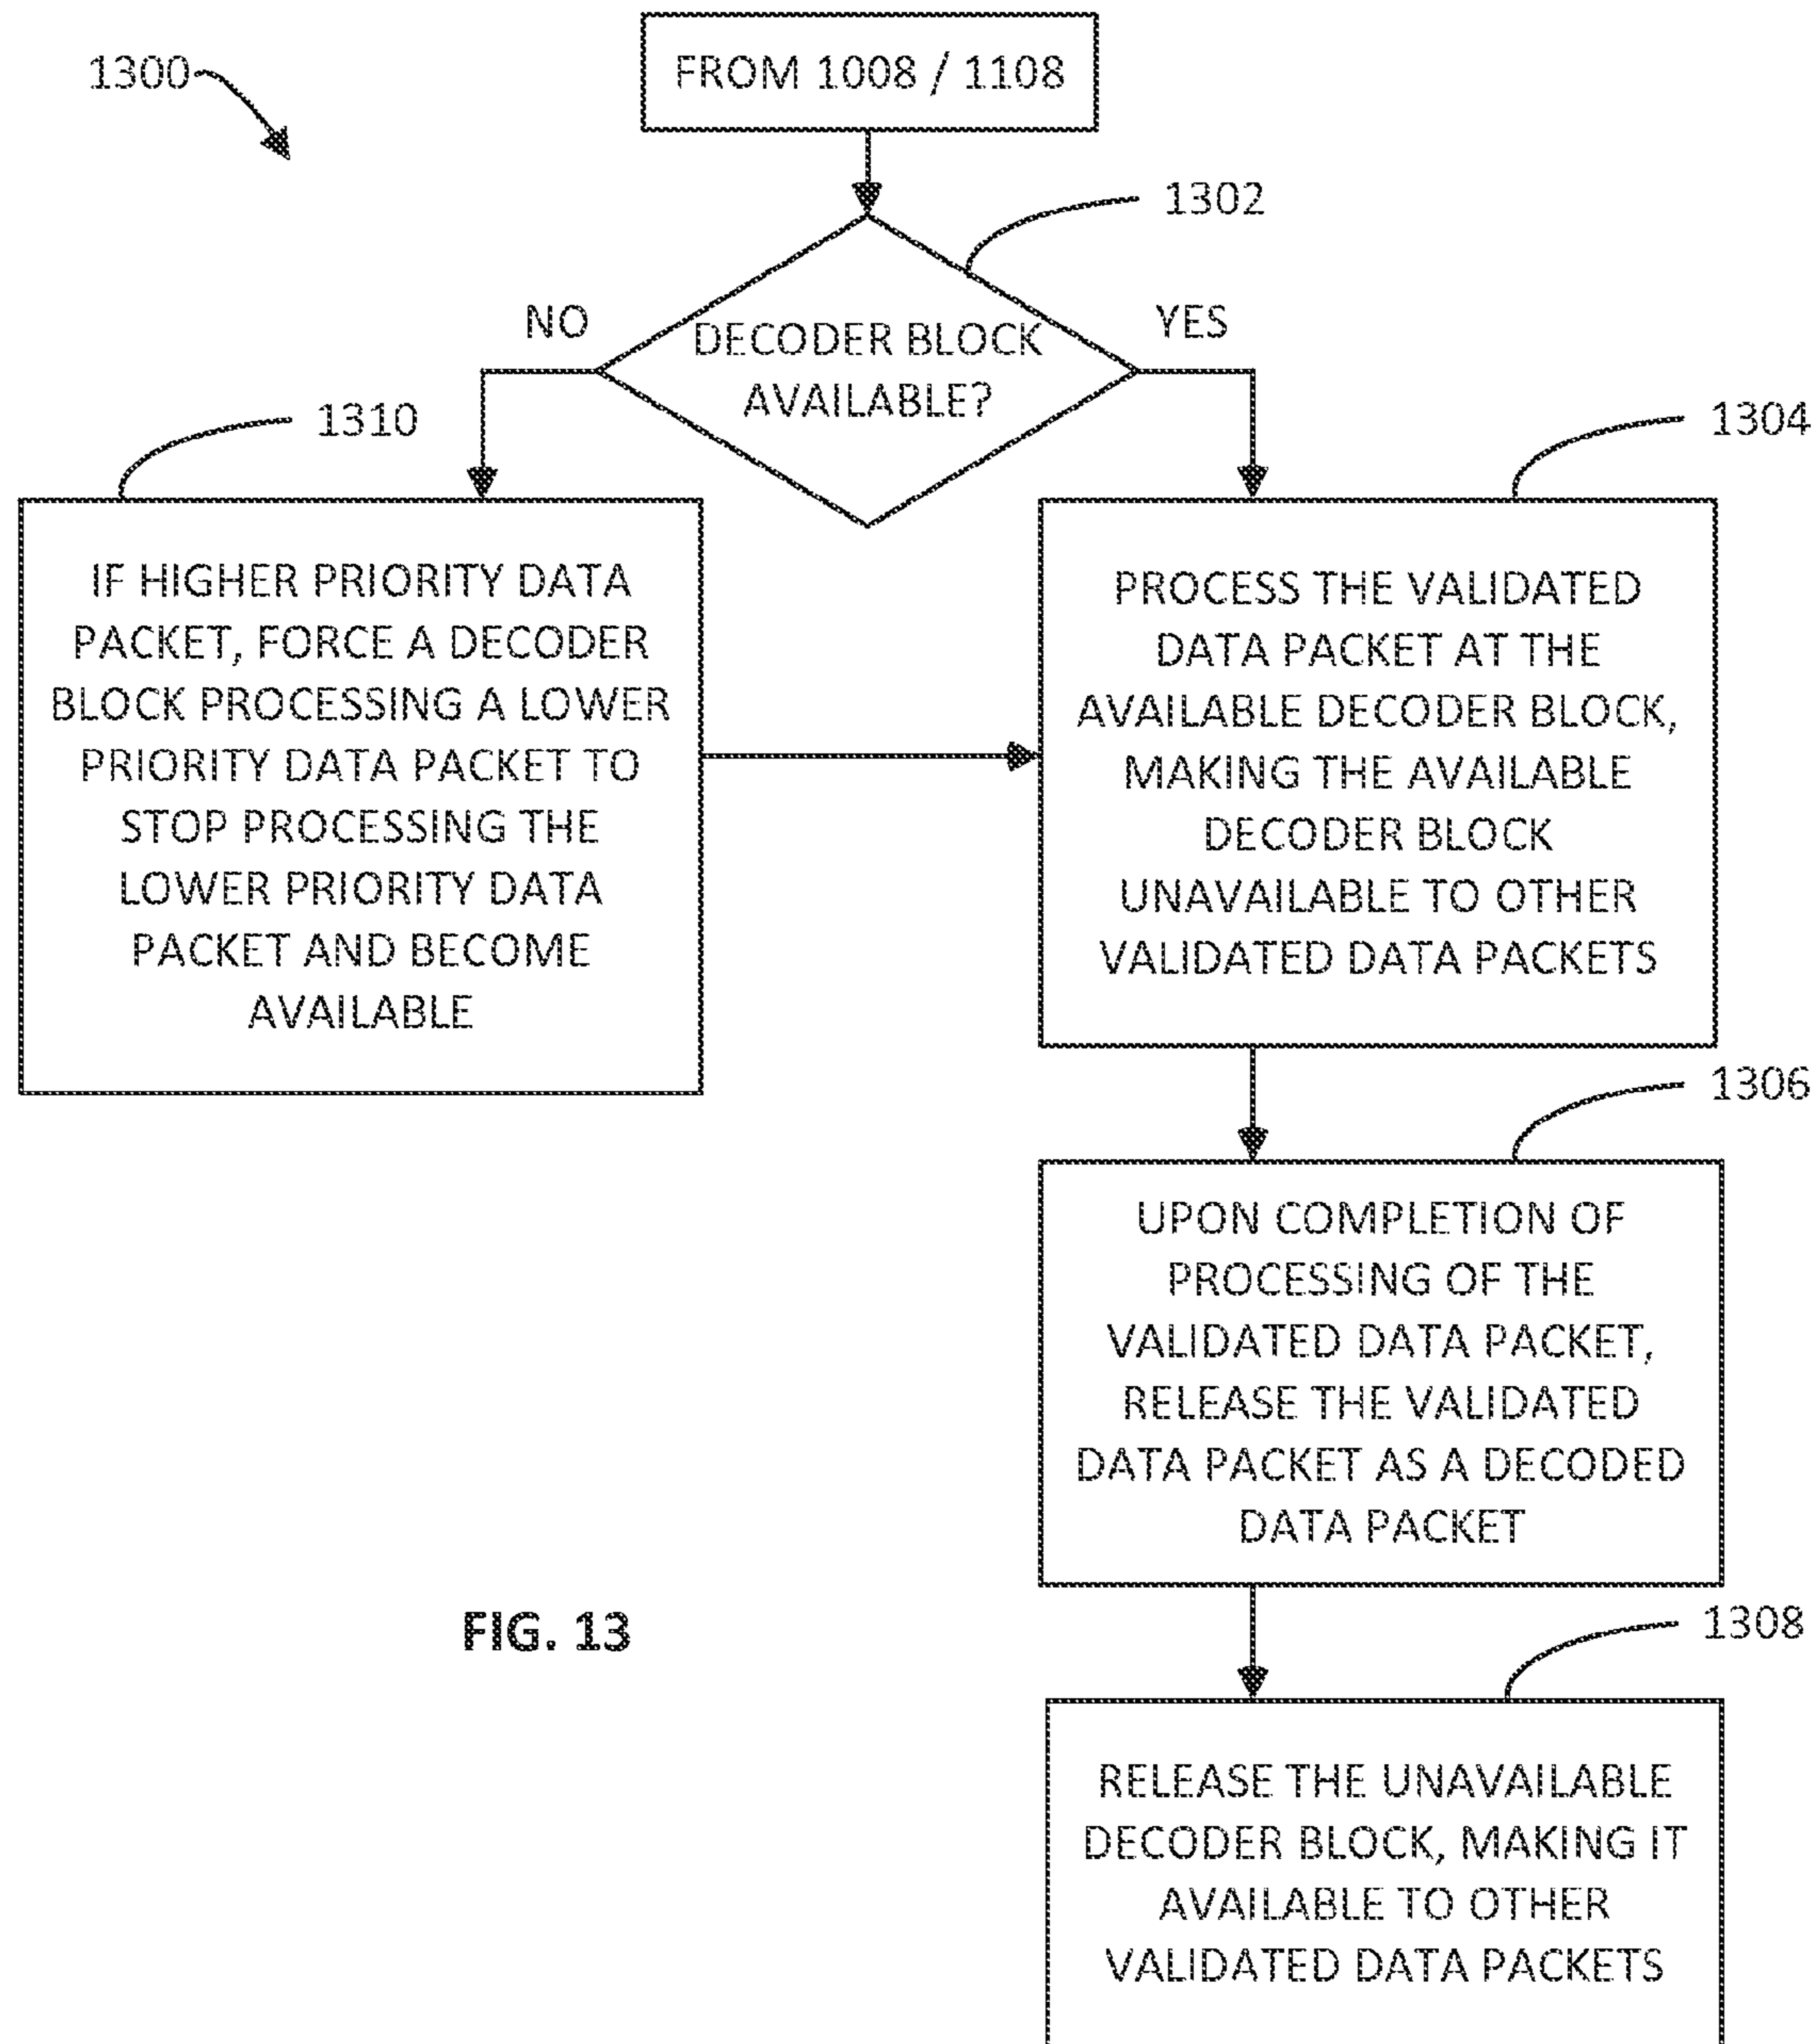 1300
FROM 1008 / 1108
1302
NO
YES
DECODER BLOCK
AVAILABLE?
1310
1304
IF HIGHER PRIORITY DATA
PACKET, FORCE A DECODER
BLOCK PROCESSING A LOWER
PRIORITY DATA PACKET TO
STOP PROCESSING THE
LOWER PRIORITY DATA
PACKET AND BECOME
AVAILABLE
PROCESS THE VALIDATED
DATA PACKET AT THE
AVAILABLE DECODER BLOCK,
MAKING THE AVAILABLE
DECODER BLOCK
UNAVAILABLE TO OTHER
VALIDATED DATA PACKETS
1306
UPON COMPLETION OF
PROCESSING OF THE
VALIDATED DATA PACKET,
RELEASE THE VALIDATED
DATA PACKET AS A DECODED
DATA PACKET
FIG. 13
1308
RELEASE THE UNAVAILABLE
DECODER BLOCK, MAKING IT
AVAILABLE TO OTHER
VALIDATED DATA PACKETS